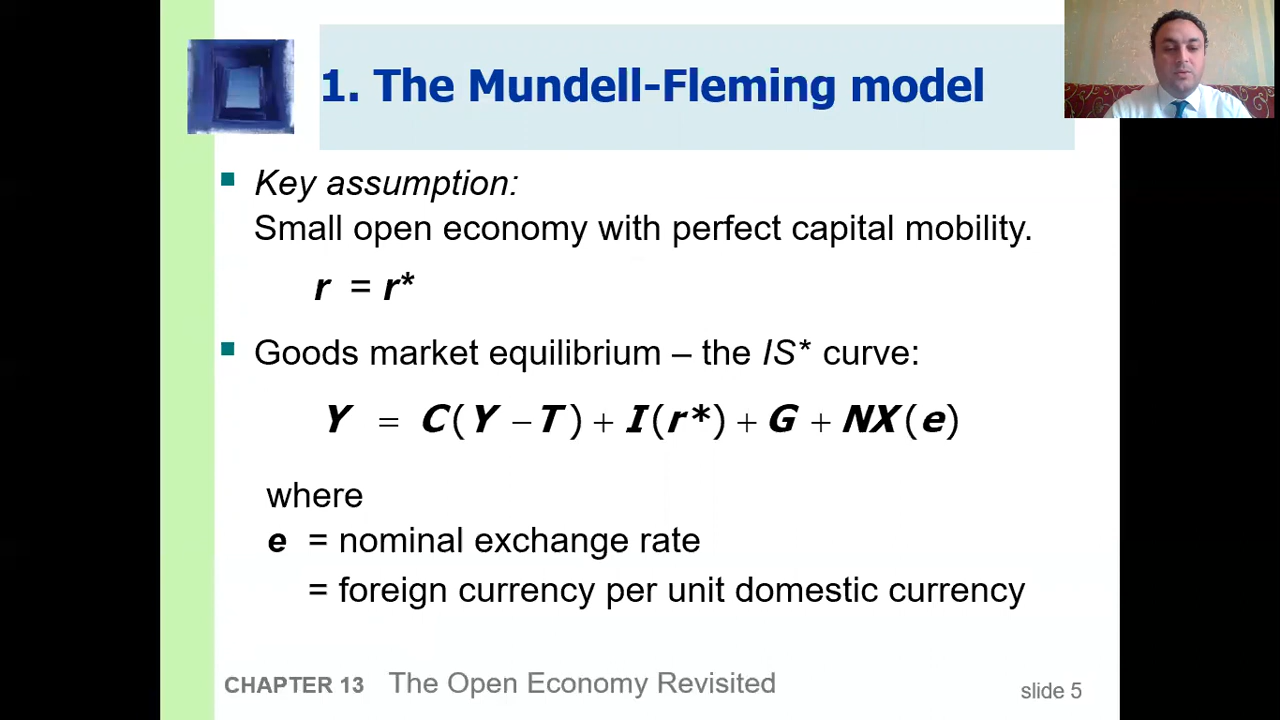 1. The Mundell-Fleming model
Key assumption:
Small open economy with perfect capital mobility.
r = r*
Goods market equilibrium – the IS* curve:
Y = C(Y – T) + I(r*) + G + NX(e)
where
e = nominal exchange rate
= foreign currency per unit domestic currency
CHAPTER 13 The Open Economy Revisited
slide 5